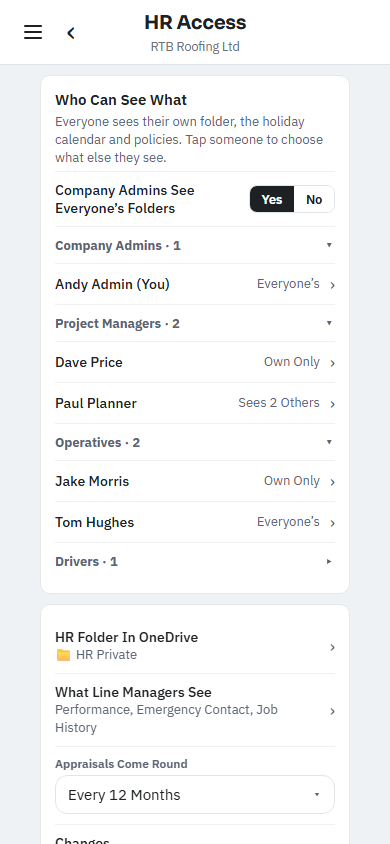 HR Access
RTB Roofing Ltd
Who Can See What
Everyone sees their own folder, the holiday
calendar and policies. Tap someone to choose
what else they see.
Company Admins See
Everyone's Folders
Yes No
Company Admins · 1
Andy Admin (You) Everyone's
Project Managers · 2
Dave Price Own Only
Paul Planner Sees 2 Others
Operatives · 2
Jake Morris Own Only
Tom Hughes Everyone's
Drivers · 1
HR Folder In OneDrive
HR Private
What Line Managers See
Performance, Emergency Contact, Job
History
Appraisals Come Round
Every 12 Months
Changes